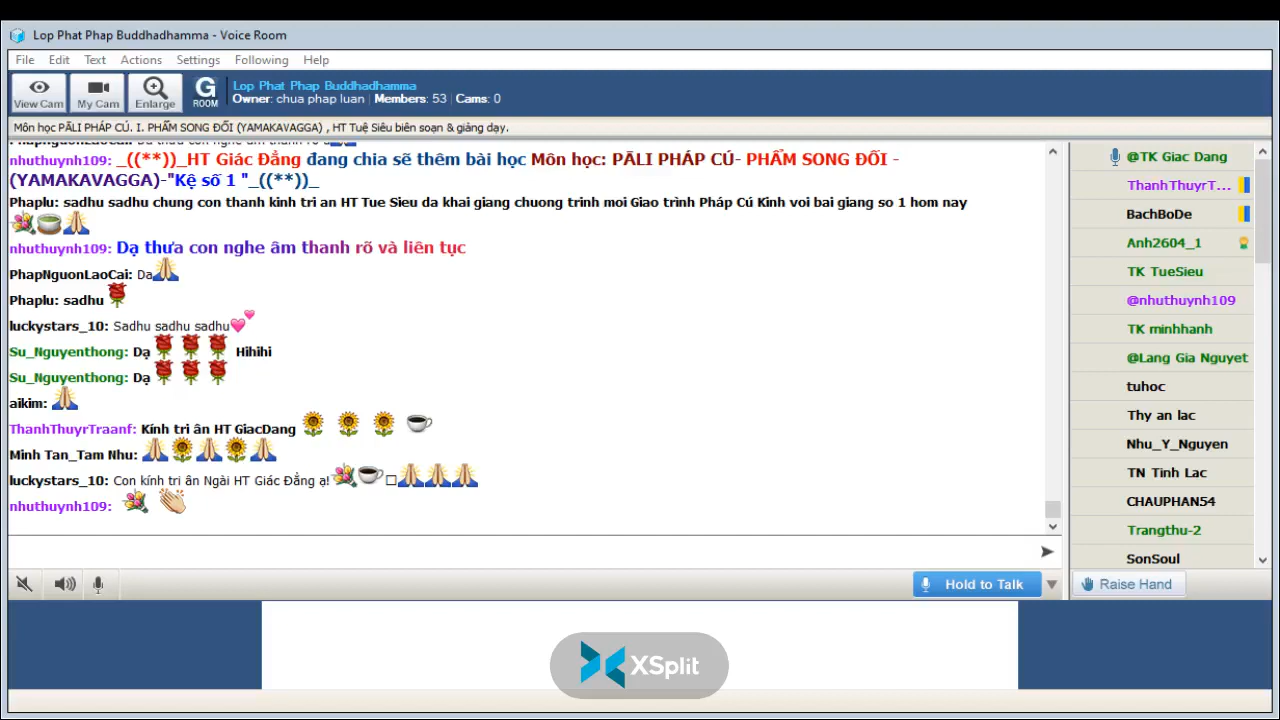 Lop Phat Phap Buddhadhamma - Voice Room
File Edit Text Actions Settings Following Help
View Cam My Cam Enlarge G ROOM
Lop Phat Phap Buddhadhamma
Owner: chua phap luan | Members: 53 | Cams: 0
Môn học PĀLI PHÁP CÚ. I. PHẨM SONG ĐỐI (YAMAKAVAGGA) , HT Tuệ Siêu biên soạn & giảng dạy.
nhuthuynh109: _((**))_HT Giác Đẳng đang chia sẽ thêm bài học Môn học: PĀLI PHÁP CÚ- PHẨM SONG ĐỐI -
(YAMAKAVAGGA)-"Kệ số 1 "_((**))_
Phaplu: sadhu sadhu chung con thanh kinh tri an HT Tue Sieu da khai giang chuong trinh moi Giao trình Pháp Cú Kinh voi bai giang so 1 hom nay
nhuthuynh109: Dạ thưa con nghe âm thanh rõ và liên tục
PhapNguonLaoCai: Da
Phaplu: sadhu
luckystars_10: Sadhu sadhu sadhu
Su_Nguyenthong: Dạ Hihihi
Su_Nguyenthong: Dạ
aikim:
ThanhThuyrTraanf: Kính tri ân HT GiacDang
Minh Tan_Tam Nhu:
luckystars_10: Con kính tri ân Ngài HT Giác Đẳng ạ!
nhuthuynh109:
Hold to Talk
@TK Giac Dang
ThanhThuyrT...
BachBoDe
Anh2604_1
TK TueSieu
@nhuthuynh109
TK minhhanh
@Lang Gia Nguyet
tuhoc
Thy an lac
Nhu_Y_Nguyen
TN Tinh Lac
CHAUPHAN54
Trangthu-2
SonSoul
Raise Hand
XSplit